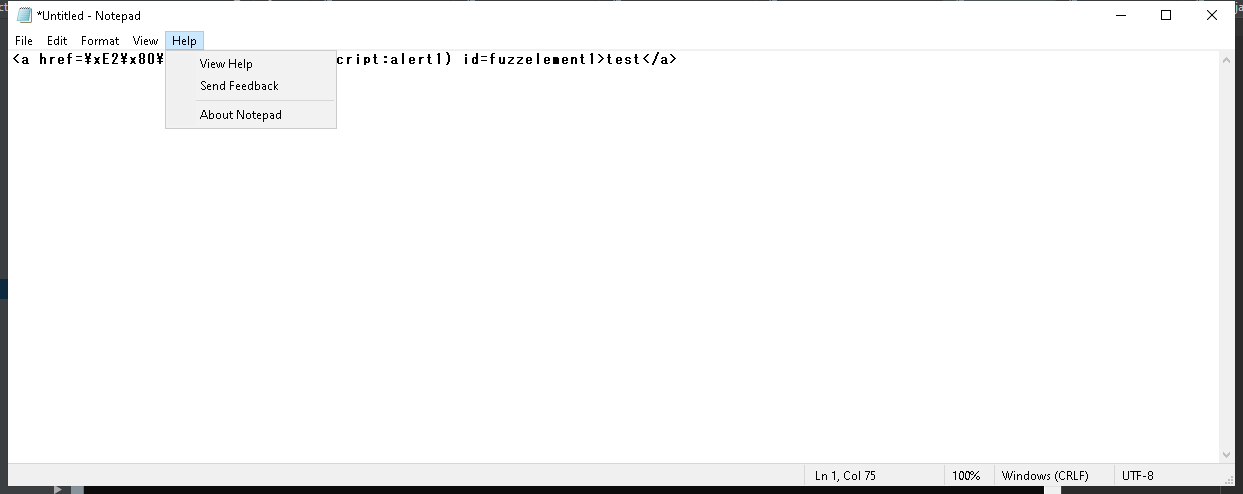 *Untitled - Notepad
File Edit Format View Help
<a href=¥xE2¥x80¥ cript:alert1) id=fuzzelement1>test</a>
View Help
Send Feedback
About Notepad
Ln 1, Col 75 100% Windows (CRLF) UTF-8